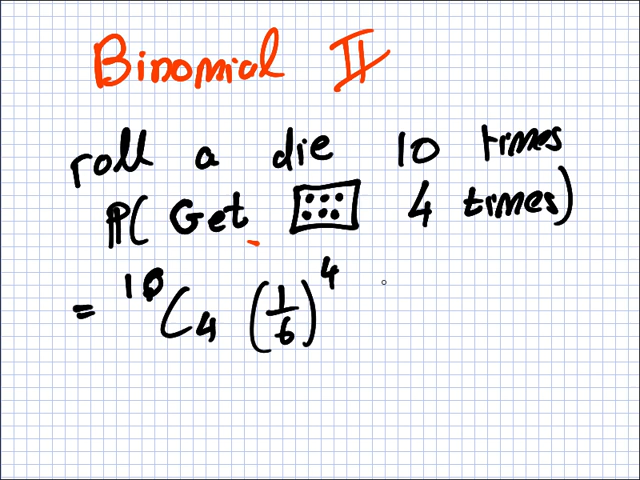 Binomial II
roll a die 10 times
P( Get ⚅ 4 times)
= ¹⁰C₄ (1/6)⁴